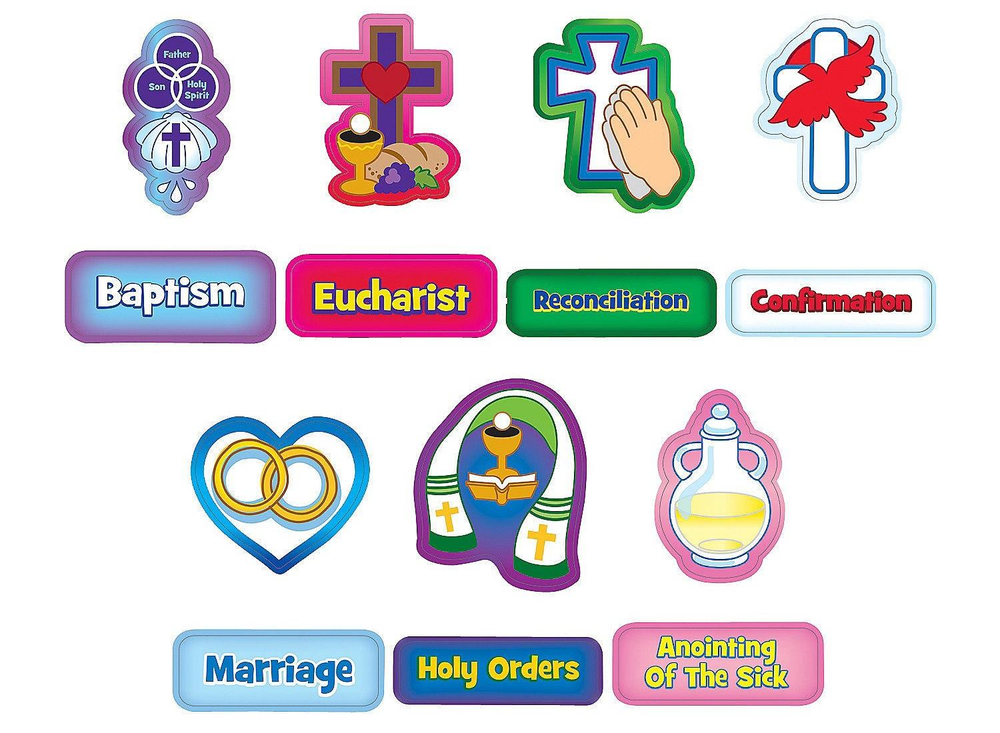 Father
Son
Holy
Spirit
Baptism
Eucharist
Reconciliation
Confirmation
Marriage
Holy Orders
Anointing
Of The Sick